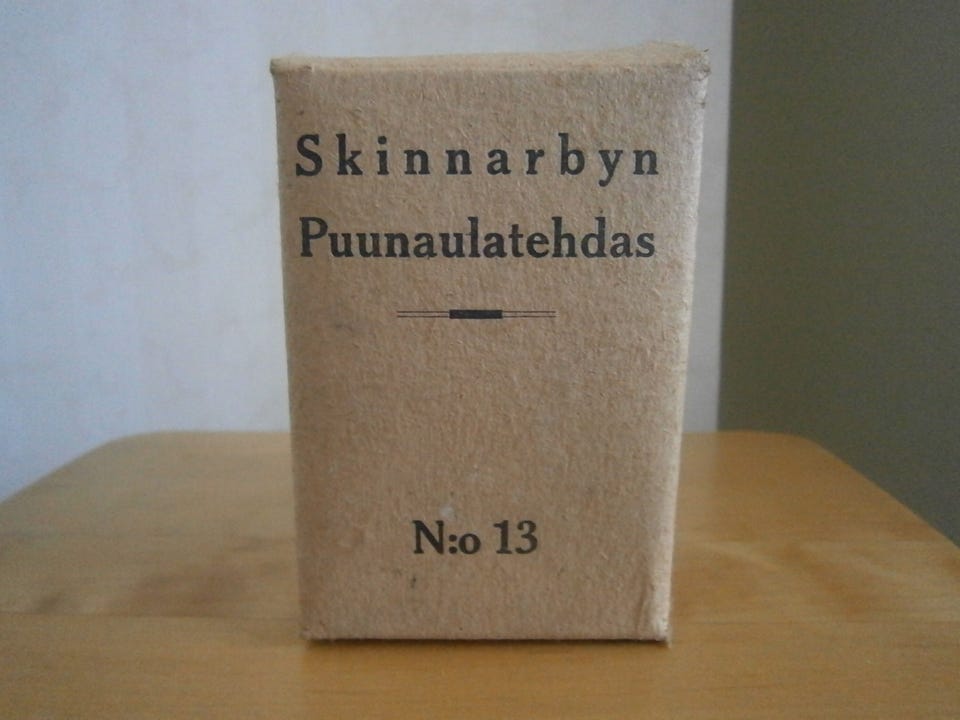 Skinnarbyn
Puunaulatehdas
N:o 13